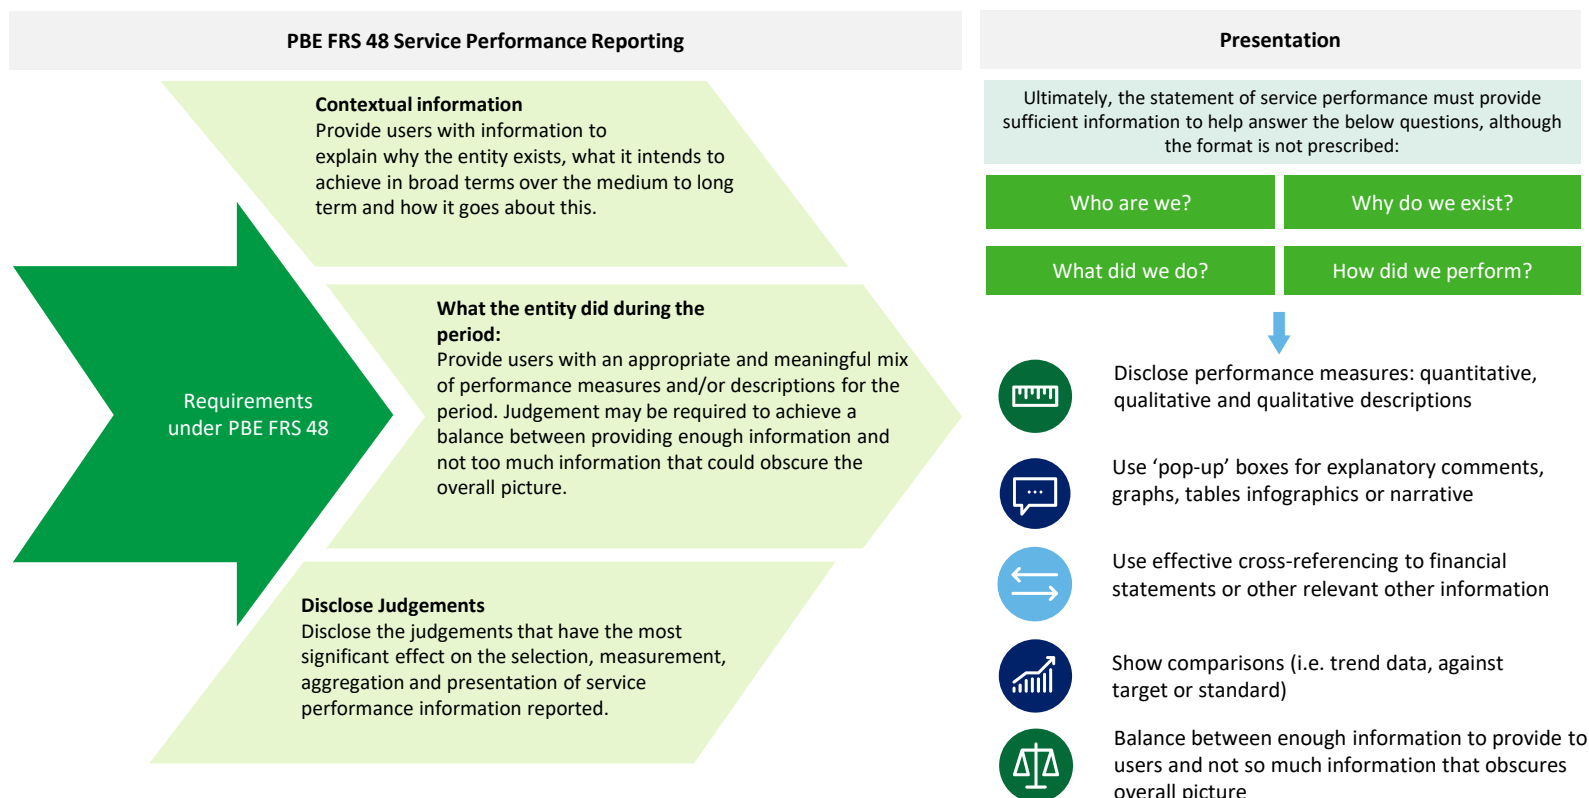 PBE FRS 48 Service Performance Reporting
Contextual information
Provide users with information to
explain why the entity exists, what it intends to
achieve in broad terms over the medium to long
term and how it goes about this.
Requirements
under PBE FRS 48
What the entity did during the
period:
Provide users with an appropriate and meaningful mix
of performance measures and/or descriptions for the
period. Judgement may be required to achieve a
balance between providing enough information and
not too much information that could obscure the
overall picture.
Disclose Judgements
Disclose the judgements that have the most
significant effect on the selection, measurement,
aggregation and presentation of service
performance information reported.
Presentation
Ultimately, the statement of service performance must provide
sufficient information to help answer the below questions, although
the format is not prescribed:
Who are we?
Why do we exist?
What did we do?
How did we perform?
Disclose performance measures: quantitative,
qualitative and qualitative descriptions
Use ‘pop-up’ boxes for explanatory comments,
graphs, tables infographics or narrative
Use effective cross-referencing to financial
statements or other relevant other information
Show comparisons (i.e. trend data, against
target or standard)
Balance between enough information to provide to
users and not so much information that obscures
overall picture